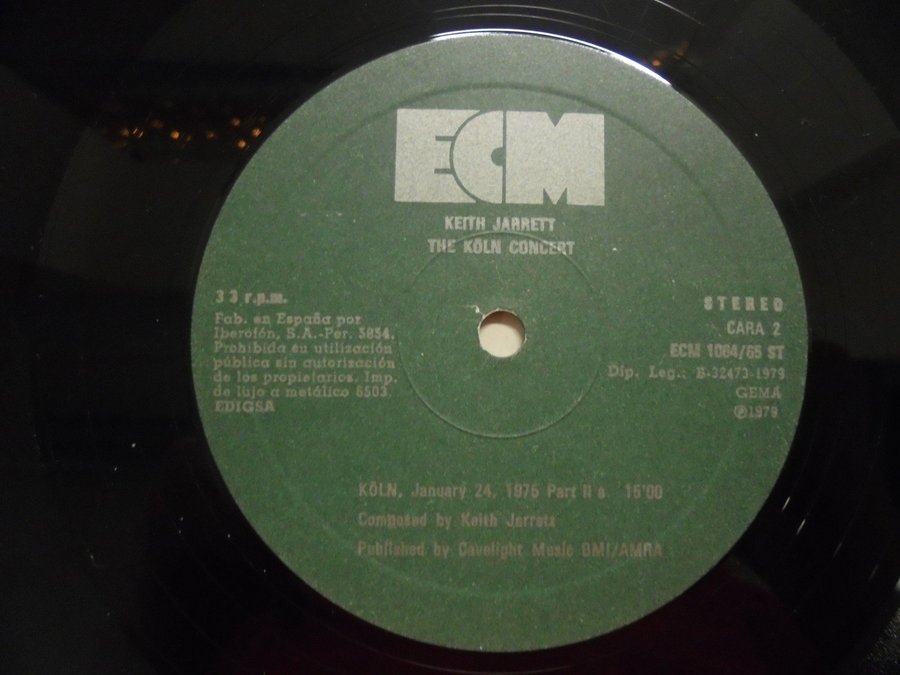 ECM
KEITH JARRETT
THE KÖLN CONCERT
33 r.p.m.
Fab. en España por
Iberofón, S.A.-Per. 3854.
Prohibida su utilización
pública sin autorización
de los propietarios. Imp.
de lujo a metálico 6503.
EDIGSA
STEREO
CARA 2
ECM 1064/65 ST
Dip. Leg.: B-32473-1979
GEMA
℗1979
KÖLN, January 24, 1975 Part II a 15'00
Composed by Keith Jarrett
Published by Cavelight Music BMI/AMRA